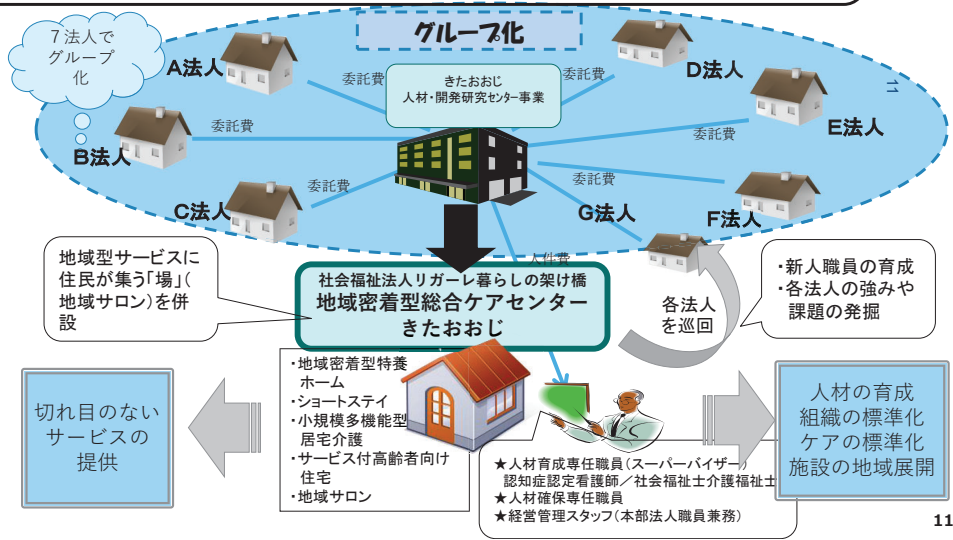 グループ化
7法人で
グループ
化
A法人
B法人
C法人
D法人
E法人
F法人
G法人
委託費
委託費
委託費
委託費
委託費
委託費
きたおおじ
人材・開発研究センター事業
11
人件費
地域型サービスに
住民が集う「場」(
地域サロン)を併
設
社会福祉法人リガーレ暮らしの架け橋
地域密着型総合ケアセンター
きたおおじ
各法人
を巡回
・新人職員の育成
・各法人の強みや
課題の発掘
切れ目のない
サービスの
提供
・地域密着型特養
ホーム
・ショートステイ
・小規模多機能型
居宅介護
・サービス付高齢者向け
住宅
・地域サロン
★人材育成専任職員(スーパーバイザー)
認知症認定看護師/社会福祉士介護福祉士
★人材確保専任職員
★経営管理スタッフ(本部法人職員兼務)
人材の育成
組織の標準化
ケアの標準化
施設の地域展開
11